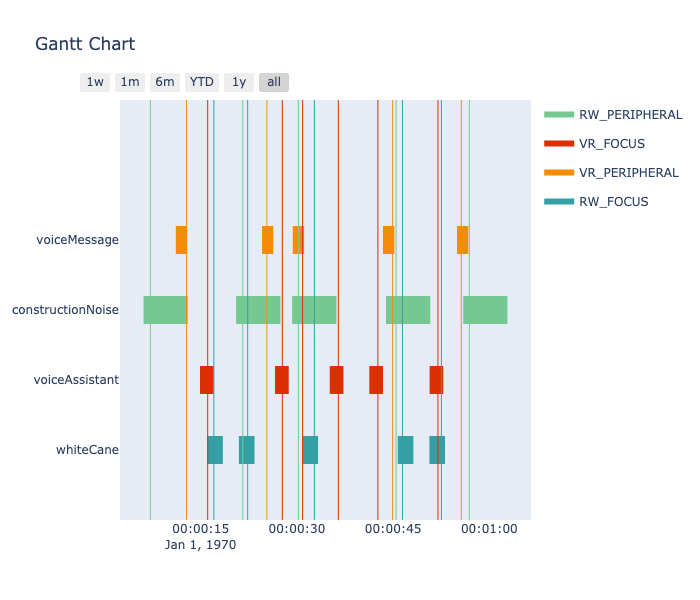 Gantt Chart
1w 1m 6m YTD 1y all
RW_PERIPHERAL
VR_FOCUS
VR_PERIPHERAL
RW_FOCUS
voiceMessage
constructionNoise
voiceAssistant
whiteCane
00:00:15 00:00:30 00:00:45 00:01:00
Jan 1, 1970